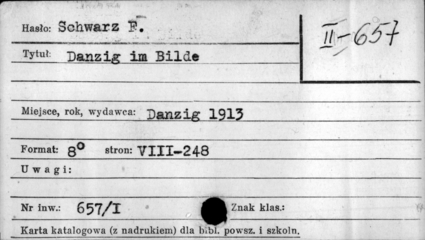 Hasło: Schwarz F.
II-657
Tytuł: Danzig im Bilde
Miejsce, rok, wydawca: Danzig 1913
Format: 8° stron: VIII-248
Uwagi:
Nr inw.: 657/I Znak klas.:
Karta katalogowa (z nadrukiem) dla bibl. powsz. i szkoln.